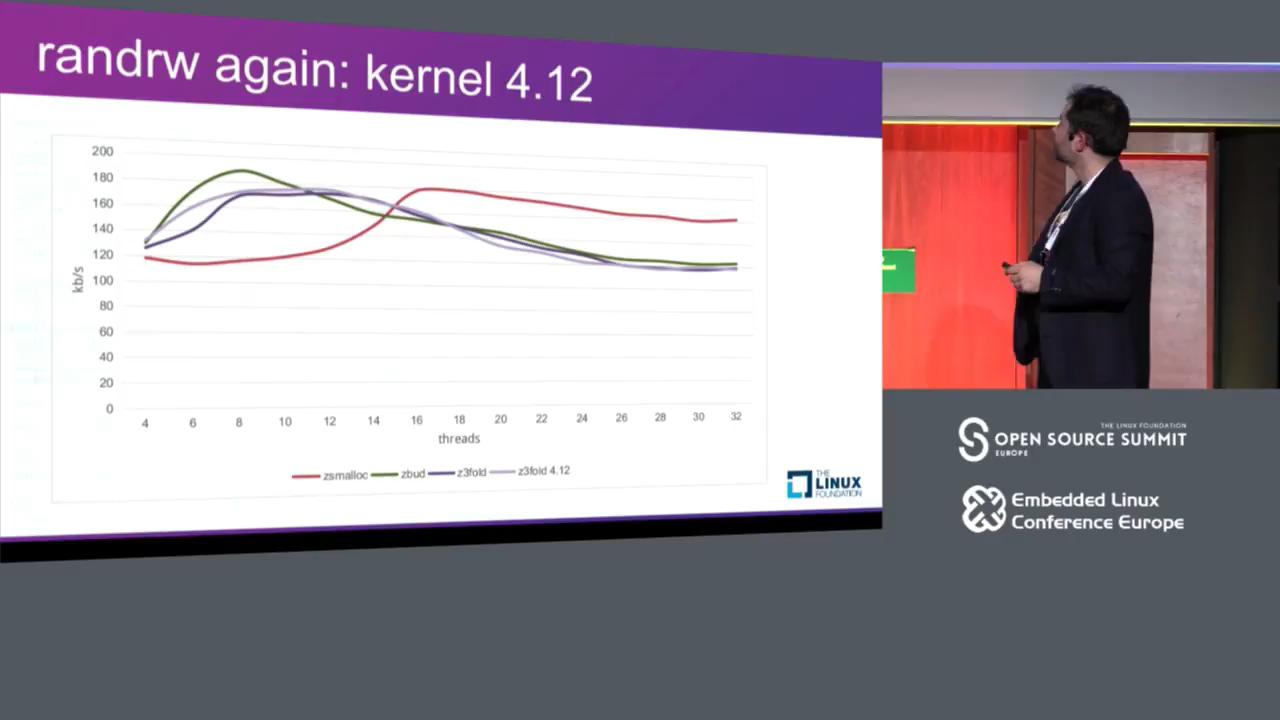 randrw again: kernel 4.12
200
180
160
140
120
100
80
60
40
20
0
kb/s
4 6 8 10 12 14 16 18 20 22 24 26 28 30 32
threads
zsmalloc zbud z3fold z3fold 4.12
THE
LINUX
FOUNDATION
THE LINUX FOUNDATION
OPEN SOURCE SUMMIT
EUROPE
Embedded Linux
Conference Europe